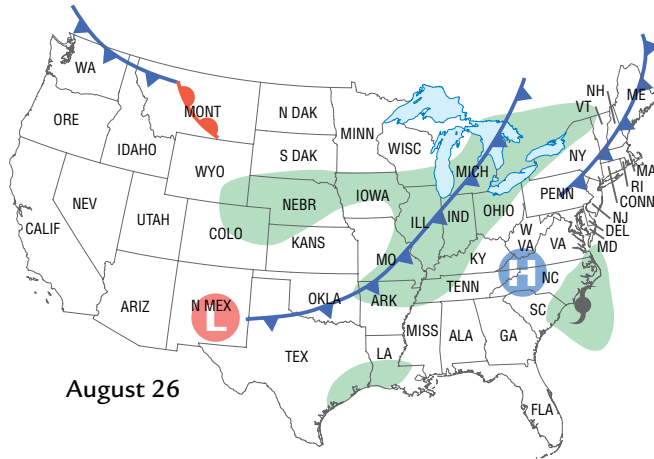 WA
MONT
N DAK
MINN
NH
VT
ME
ORE
IDAHO
S DAK
WISC
MICH
NY
MA
RI
CONN
WYO
NEBR
IOWA
PENN
NJ
DEL
MD
NEV
UTAH
COLO
ILL
IND
OHIO
W
VA
VA
CALIF
KANS
MO
KY
H
NC
ARIZ
N MEX
L
OKLA
ARK
TENN
SC
TEX
LA
MISS
ALA
GA
FLA
August 26